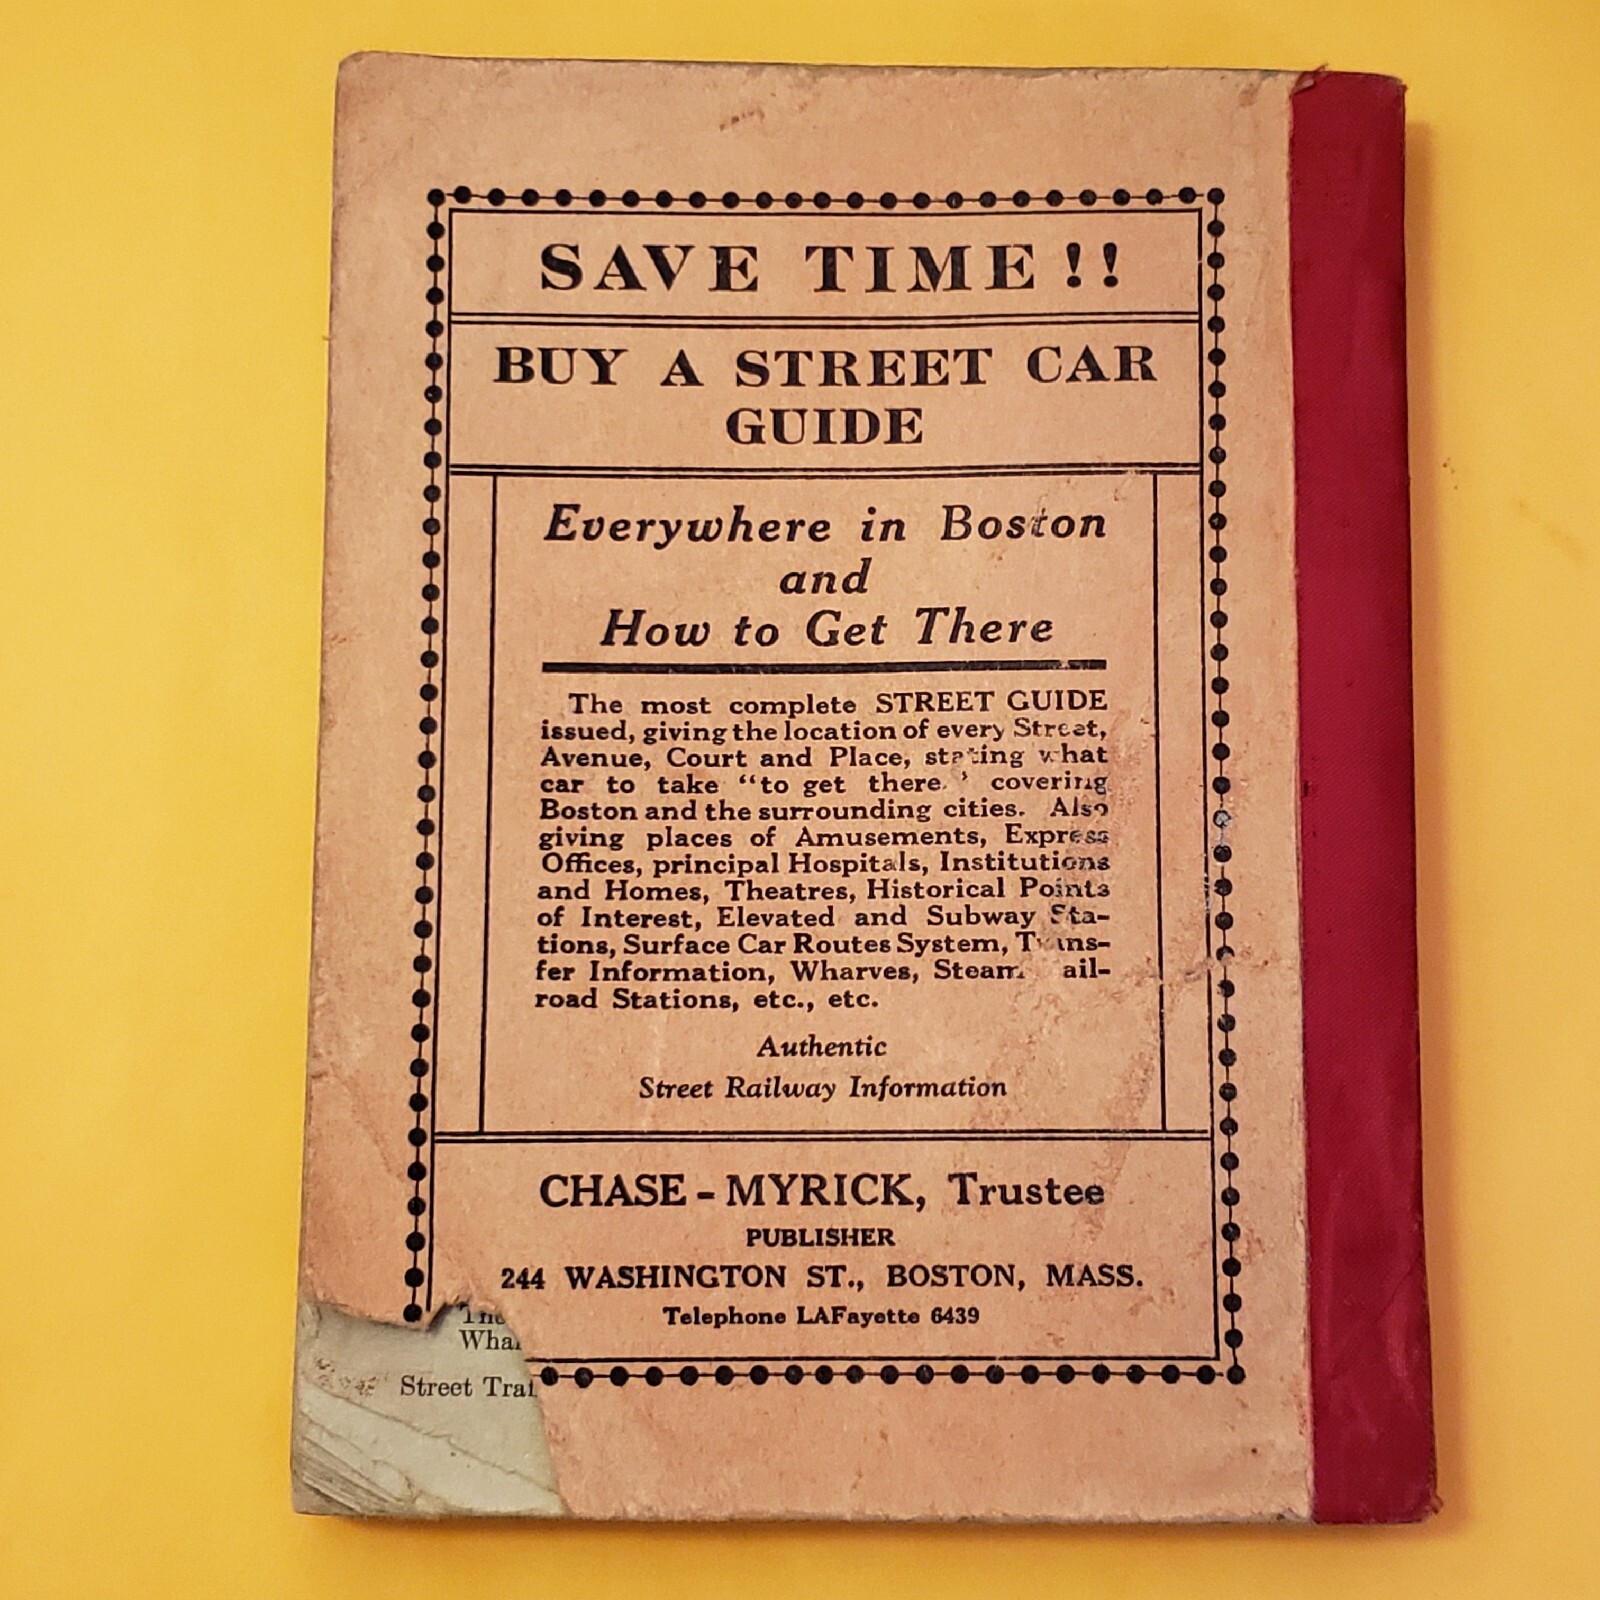 SAVE TIME!!
BUY A STREET CAR
GUIDE
Everywhere in Boston
and
How to Get There
The most complete STREET GUIDE
issued, giving the location of every Street,
Avenue, Court and Place, stating what
car to take "to get there." covering
Boston and the surrounding cities. Also
giving places of Amusements, Express
Offices, principal Hospitals, Institutions
and Homes, Theatres, Historical Points
of Interest, Elevated and Subway Sta-
tions, Surface Car Routes System, Trans-
fer Information, Wharves, Steam ail-
road Stations, etc., etc.
Authentic
Street Railway Information
CHASE - MYRICK, Trustee
PUBLISHER
244 WASHINGTON ST., BOSTON, MASS.
Telephone LAFayette 6439
Street